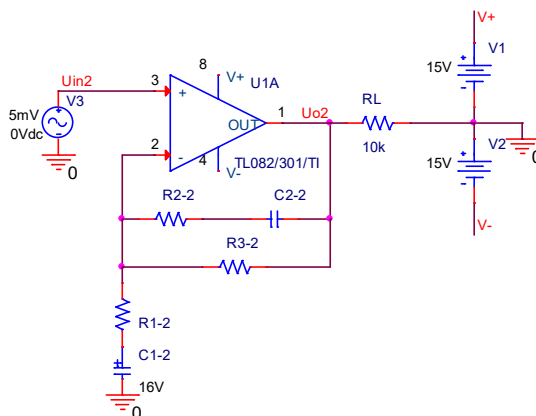 V+
V1
15V
8
V+
U1A
3
Uin2
V3
5mV
0Vdc
0
+
OUT
1
Uo2
RL
10k
2
-
4
V-
TL082/301/TI
V2
15V
0
V-
R2-2
C2-2
R3-2
R1-2
C1-2
16V
0